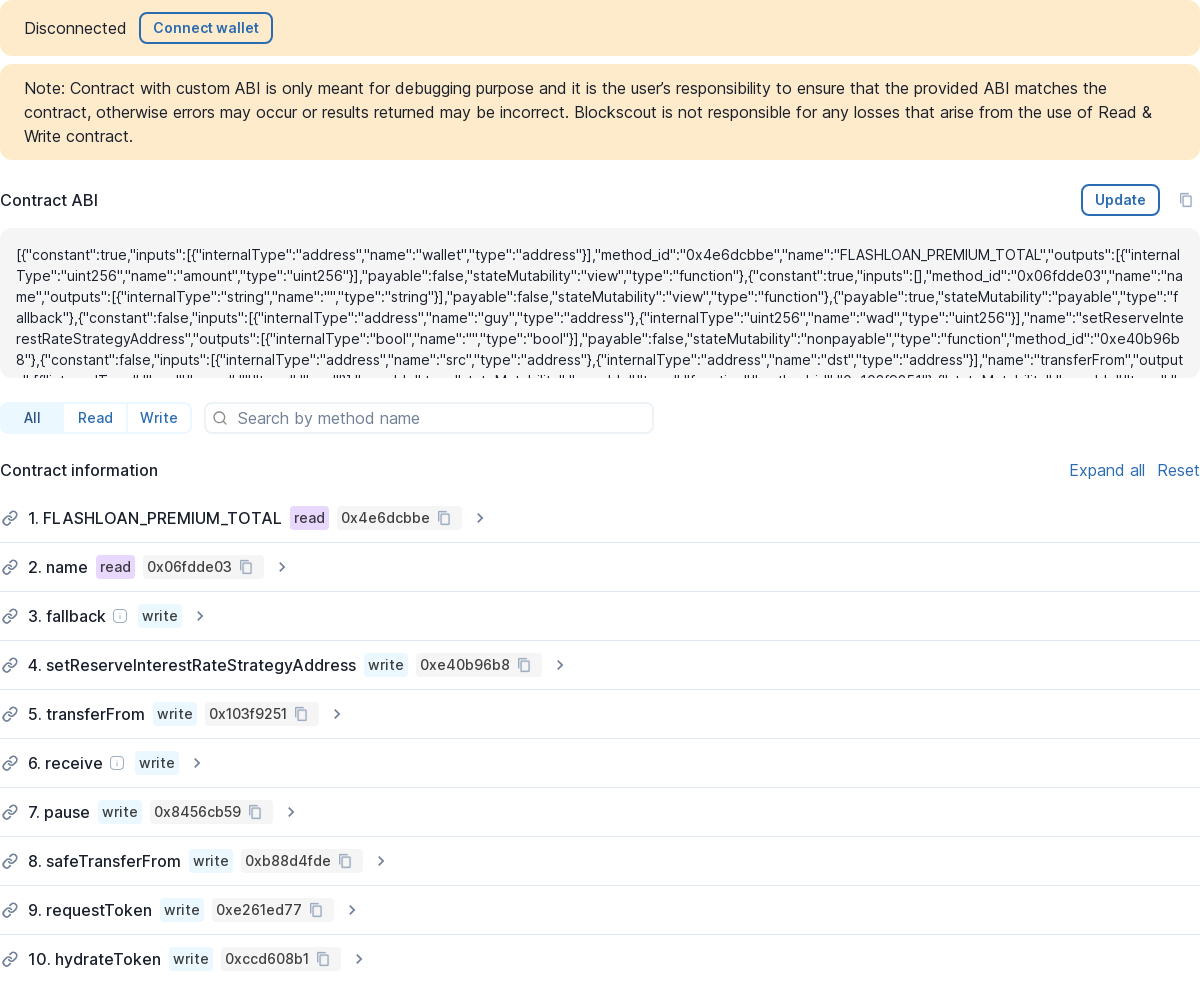 Disconnected Connect wallet
Note: Contract with custom ABI is only meant for debugging purpose and it is the user’s responsibility to ensure that the provided ABI matches the
contract, otherwise errors may occur or results returned may be incorrect. Blockscout is not responsible for any losses that arise from the use of Read &
Write contract.
Contract ABI Update
[{"constant":true,"inputs":[{"internalType":"address","name":"wallet","type":"address"}],"method_id":"0x4e6dcbbe","name":"FLASHLOAN_PREMIUM_TOTAL","outputs":[{"internal
Type":"uint256","name":"amount","type":"uint256"}],"payable":false,"stateMutability":"view","type":"function"},{"constant":true,"inputs":[],"method_id":"0x06fdde03","name":"na
me","outputs":[{"internalType":"string","name":"","type":"string"}],"payable":false,"stateMutability":"view","type":"function"},{"payable":true,"stateMutability":"payable","type":"f
allback"},{"constant":false,"inputs":[{"internalType":"address","name":"guy","type":"address"},{"internalType":"uint256","name":"wad","type":"uint256"}],"name":"setReserveInte
restRateStrategyAddress","outputs":[{"internalType":"bool","name":"","type":"bool"}],"payable":false,"stateMutability":"nonpayable","type":"function","method_id":"0xe40b96b
8"},{"constant":false,"inputs":[{"internalType":"address","name":"src","type":"address"},{"internalType":"address","name":"dst","type":"address"}],"name":"transferFrom","output
All Read Write Search by method name
Contract information Expand all Reset
1. FLASHLOAN_PREMIUM_TOTAL read 0x4e6dcbbe
2. name read 0x06fdde03
3. fallback write
4. setReserveInterestRateStrategyAddress write 0xe40b96b8
5. transferFrom write 0x103f9251
6. receive write
7. pause write 0x8456cb59
8. safeTransferFrom write 0xb88d4fde
9. requestToken write 0xe261ed77
10. hydrateToken write 0xccd608b1